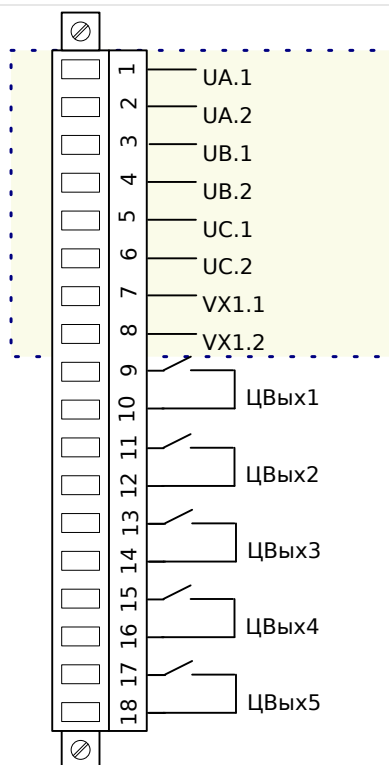 1 UA.1
2 UA.2
3 UB.1
4 UB.2
5 UC.1
6 UC.2
7 VX1.1
8 VX1.2
9
10 ЦВых1
11
12 ЦВых2
13
14 ЦВых3
15
16 ЦВых4
17
18 ЦВых5